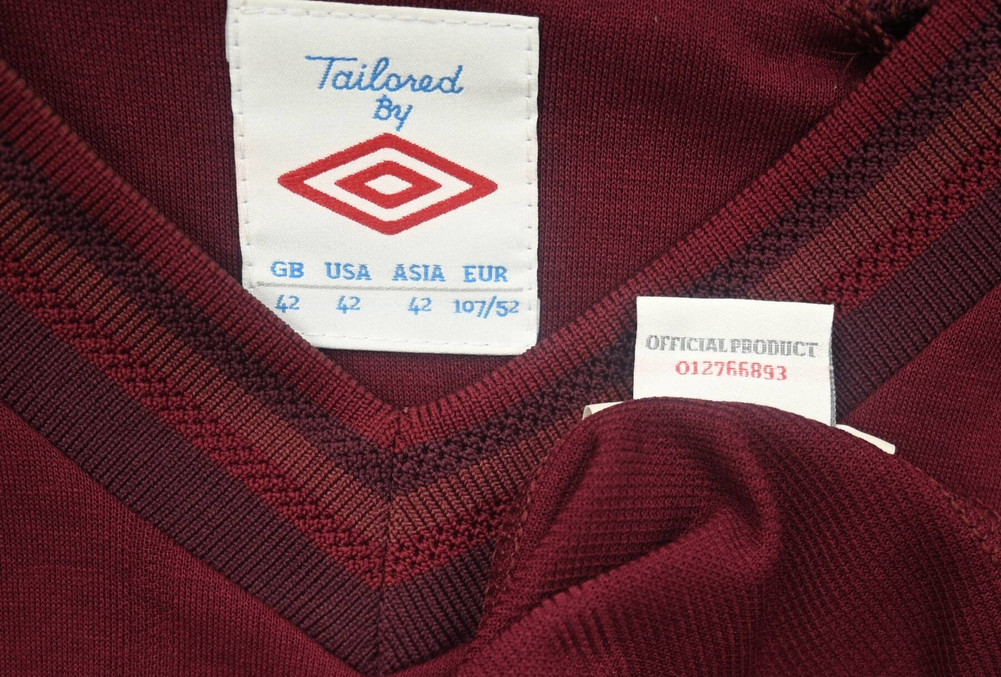 Tailored
By
GB USA ASIA EUR
42 42 42 107/52
OFFICIAL PRODUCT
012766893